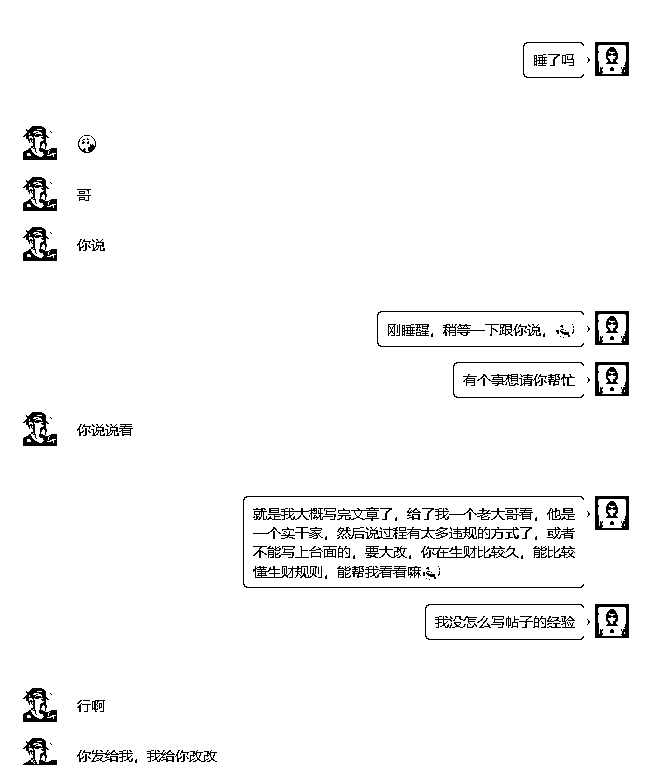 睡了吗
哥
你说
刚睡醒，稍等一下跟你说，
有个事想请你帮忙
你说说看
就是我大概写完文章了，给了我一个老大哥看，他是
一个实干家，然后说过程有太多违规的方式了，或者
不能写上台面的，要大改，你在生财比较久，能比较
懂生财规则，能帮我看看嘛
我没怎么写帖子的经验
行啊
你发给我，我给你改改